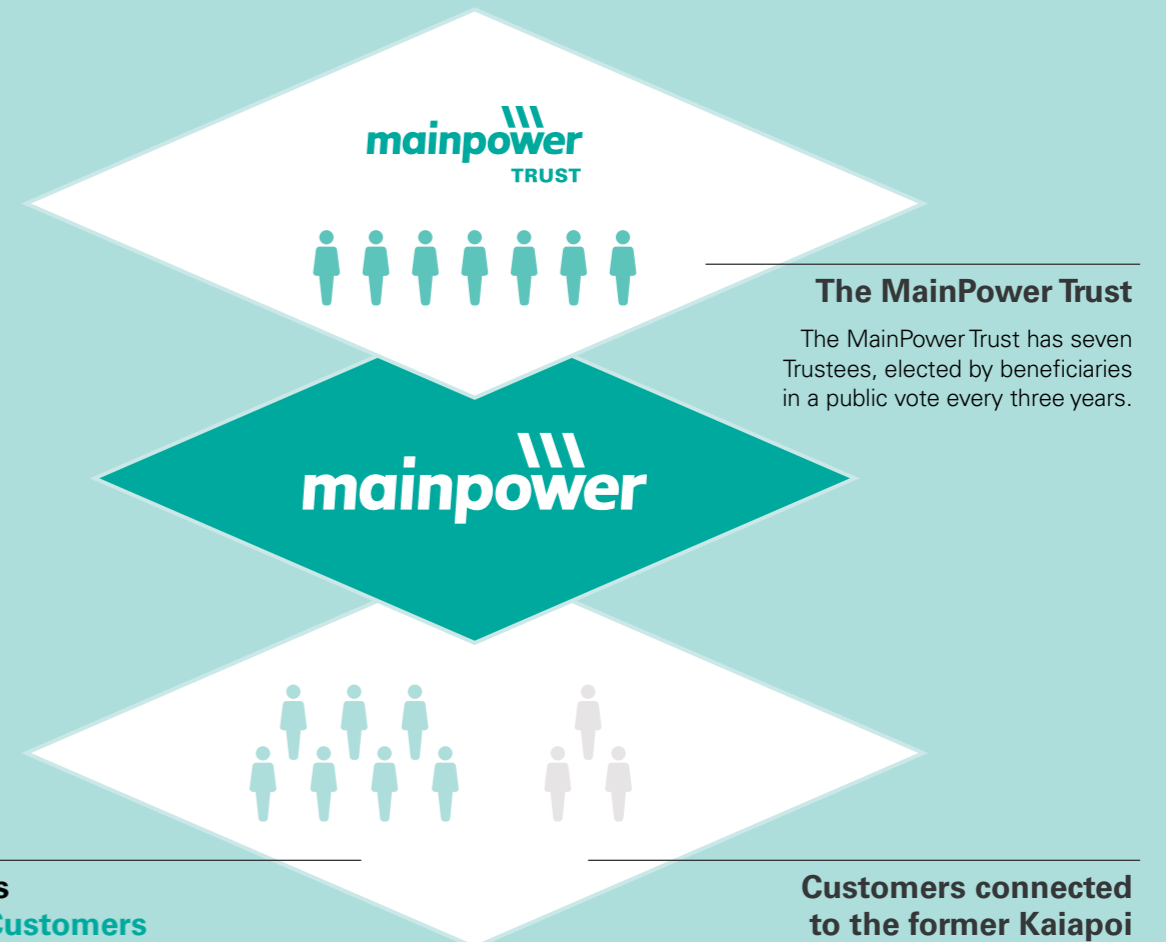 mainpower
TRUST
The MainPower Trust
The MainPower Trust has seven
Trustees, elected by beneficiaries
in a public vote every three years.
mainpower
Customers
Customers connected
to the former Kaiapoi